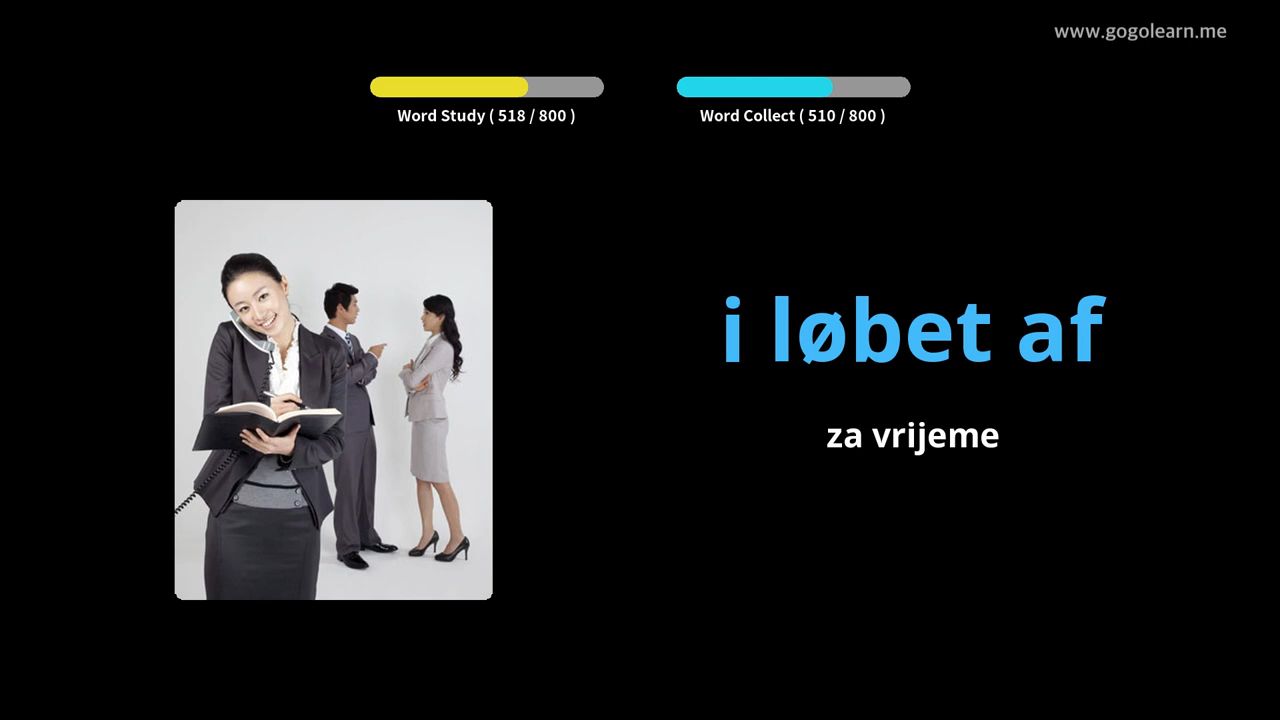 www.gogolearn.me
Word Study ( 518 / 800 )
Word Collect ( 510 / 800 )
i løbet af
za vrijeme